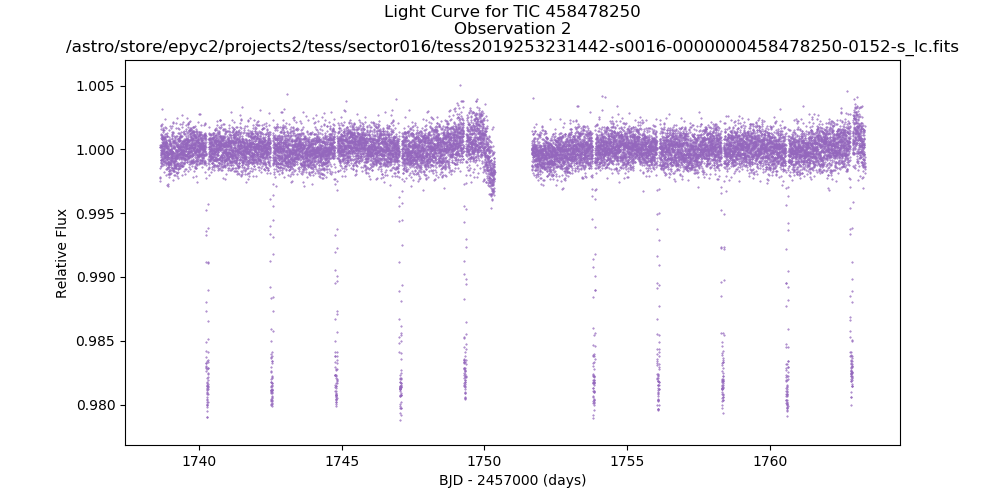 Light Curve for TIC 458478250
Observation 2
/astro/store/epyc2/projects2/tess/sector016/tess2019253231442-s0016-0000000458478250-0152-s_lc.fits
1.005
1.000
0.995
0.990
0.985
0.980
Relative Flux
1740
1745
1750
1755
1760
BJD - 2457000 (days)